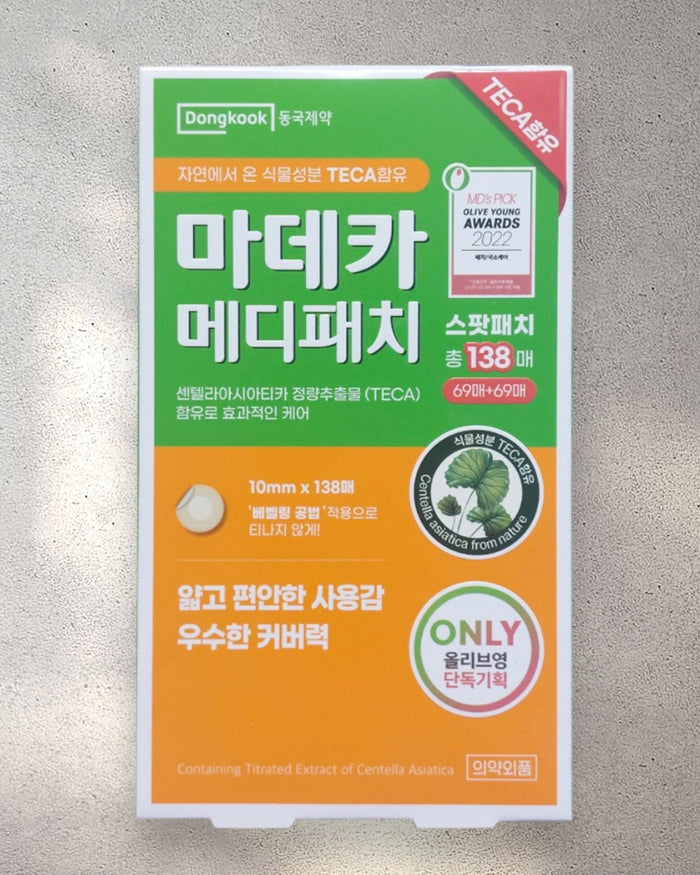 Dongkook 동국제약
TECA함유
자연에서 온 식물성분 TECA함유
마데카
메디패치
MD's PICK
OLIVE YOUNG
AWARDS
2022
패치/국소케어
스팟패치
총 138 매
69매+69매
센텔라아시아티카 정량추출물 (TECA)
함유로 효과적인 케어
식물성분 TECA함유
Centella asiatica from nature
10mm x 138매
'베벨링 공법'적용으로
티나지 않게!
얇고 편안한 사용감
우수한 커버력
ONLY
올리브영
단독기획
Containing Titrated Extract of Centella Asiatica
의약외품